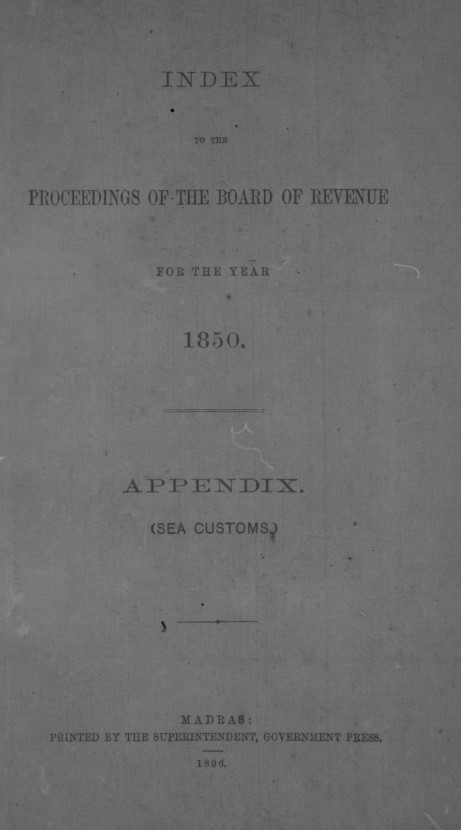 INDEX
TO THE
PROCEEDINGS OF THE BOARD OF REVENUE
FOR THE YEAR
1850.
APPENDIX.
(SEA CUSTOMS.)
MADRAS:
PRINTED BY THE SUPERINTENDENT, GOVERNMENT PRESS.
1896.